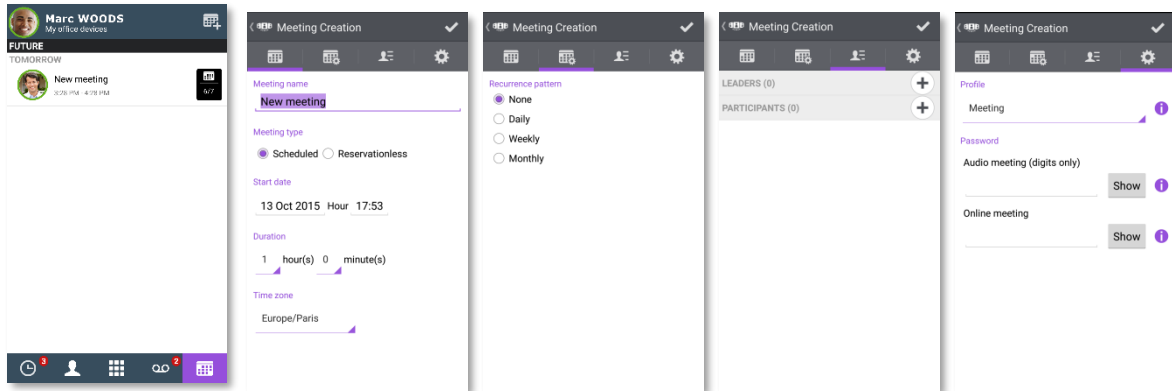 Marc WOODS
My office devices
FUTURE
TOMORROW
New meeting
3:28 PM - 4:28 PM
6/7
3
2
Meeting Creation
Meeting name
New meeting
Meeting type
Scheduled Reservationless
Start date
13 Oct 2015 Hour 17:53
Duration
1 hour(s) 0 minute(s)
Time zone
Europe/Paris
Meeting Creation
Recurrence pattern
None
Daily
Weekly
Monthly
Meeting Creation
LEADERS (0)
PARTICIPANTS (0)
Meeting Creation
Profile
Meeting
Password
Audio meeting (digits only)
Show
Online meeting
Show